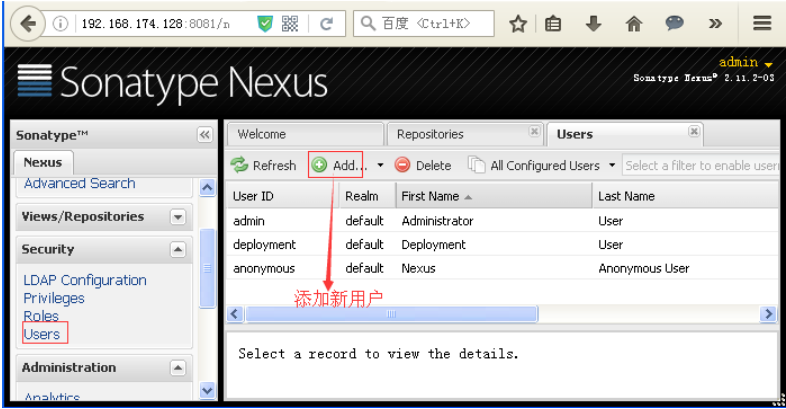 192.168.174.128:8081/n
百度 <Ctrl+K>
Sonatype Nexus
admin
Sonatype Nexus® 2.11.2-03
Sonatype™
Welcome
Repositories
Users
Nexus
Refresh
Add...
Delete
All Configured Users
Select a filter to enable usern
Advanced Search
Views/Repositories
Security
LDAP Configuration
Privileges
Roles
Users
Administration
Analytics
User ID Realm First Name Last Name
admin default Administrator User
deployment default Deployment User
anonymous default Nexus Anonymous User
添加新用户
Select a record to view the details.